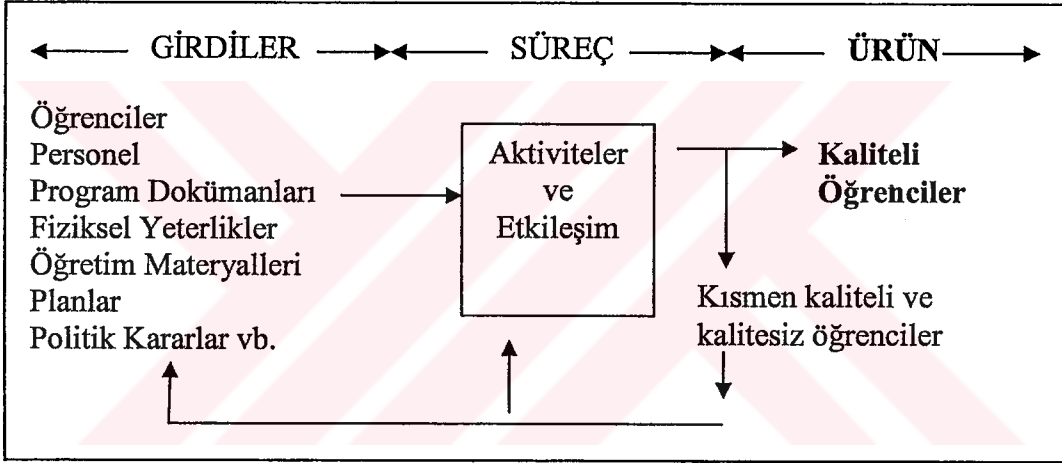 GİRDİLER SÜREÇ ÜRÜN
Öğrenciler
Personel
Program Dokümanları
Fiziksel Yeterlikler
Öğretim Materyalleri
Planlar
Politik Kararlar vb.
Aktiviteler
ve
Etkileşim
Kaliteli
Öğrenciler
Kısmen kaliteli ve
kalitesiz öğrenciler